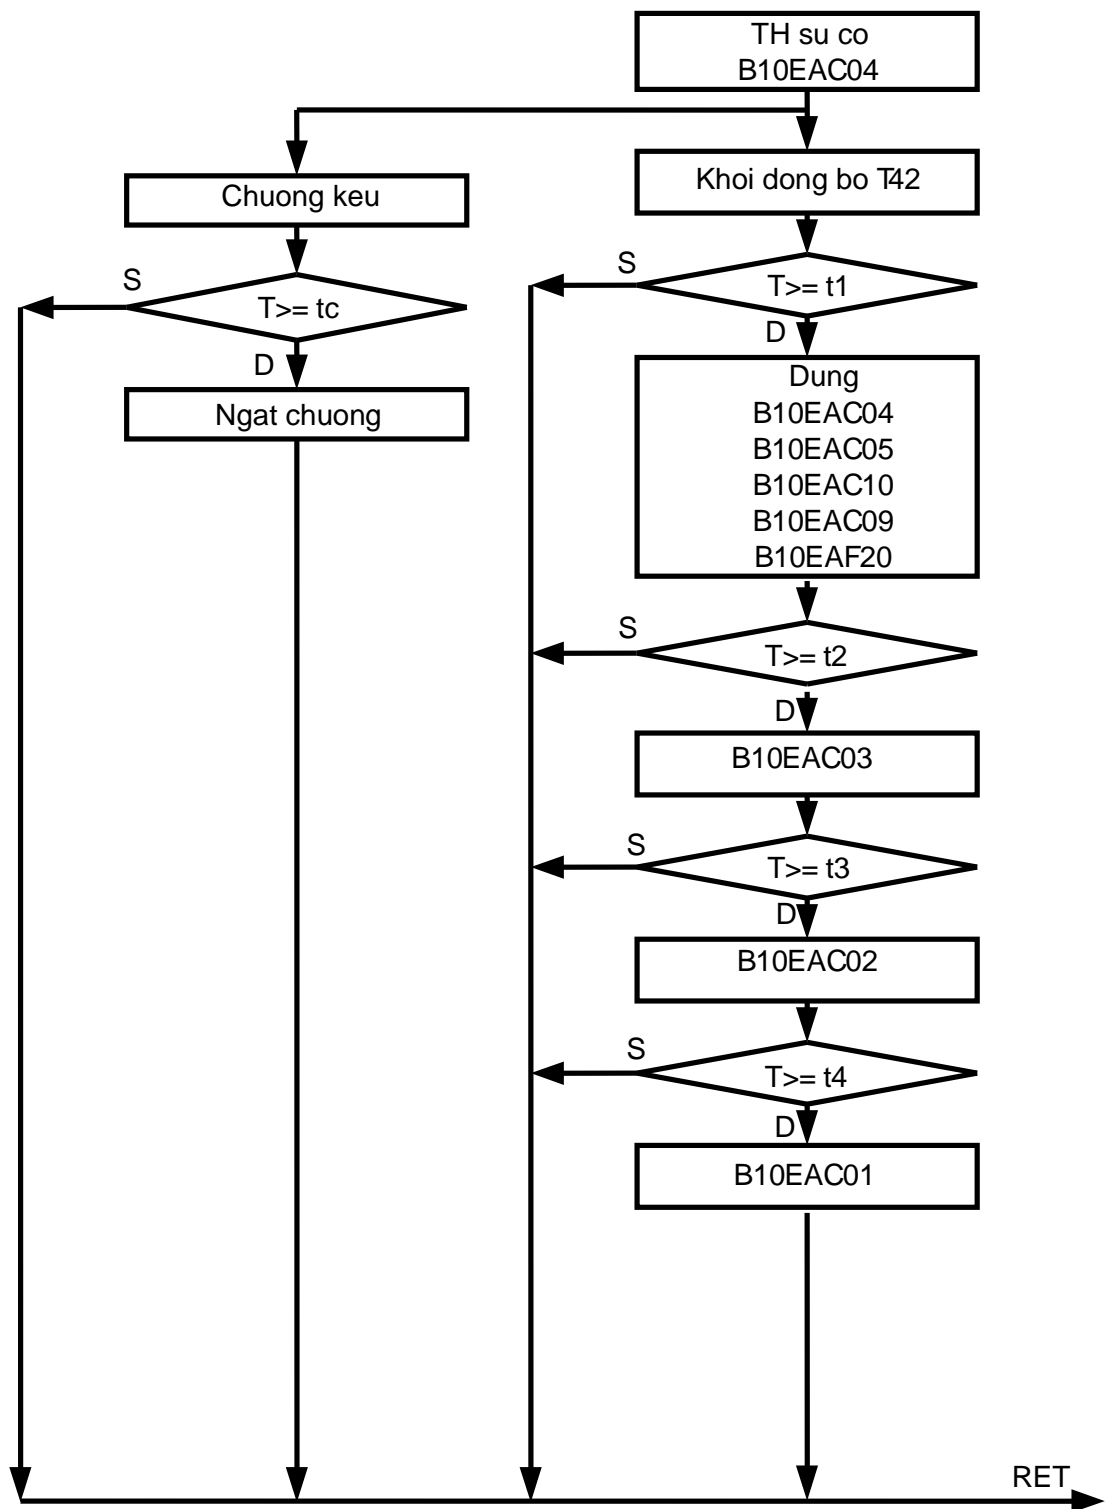 TH su co
B10EAC04
Chuong keu
Khoi dong bo T42
S
T>= tc
D
Ngat chuong
S
T>= t1
D
Dung
B10EAC04
B10EAC05
B10EAC10
B10EAC09
B10EAF20
S
T>= t2
D
B10EAC03
S
T>= t3
D
B10EAC02
S
T>= t4
D
B10EAC01
RET